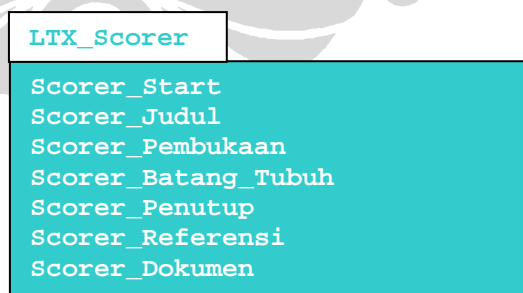 LTX_Scorer
Scorer_Start
Scorer_Judul
Scorer_Pembukaan
Scorer_Batang_Tubuh
Scorer_Penutup
Scorer_Referensi
Scorer_Dokumen